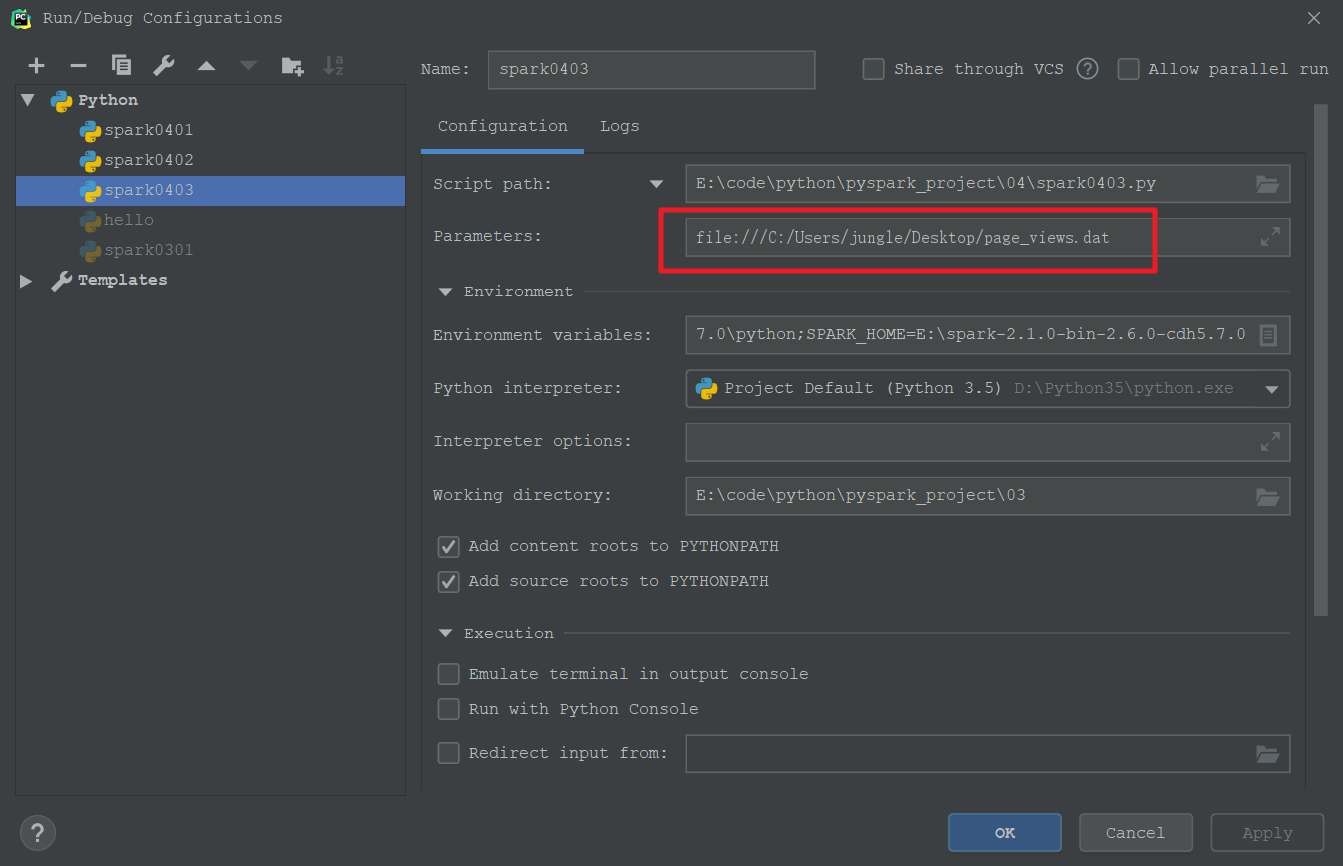 Run/Debug Configurations
Name: spark0403 Share through VCS ? Allow parallel run
Python
spark0401
spark0402
spark0403
hello
spark0301
Templates
Configuration Logs
Script path: E:\code\python\pyspark_project\04\spark0403.py
Parameters: file:///C:/Users/jungle/Desktop/page_views.dat
Environment
Environment variables: 7.0\python;SPARK_HOME=E:\spark-2.1.0-bin-2.6.0-cdh5.7.0
Python interpreter: Project Default (Python 3.5) D:\Python35\python.exe
Interpreter options:
Working directory: E:\code\python\pyspark_project\03
Add content roots to PYTHONPATH
Add source roots to PYTHONPATH
Execution
Emulate terminal in output console
Run with Python Console
Redirect input from:
? OK Cancel Apply